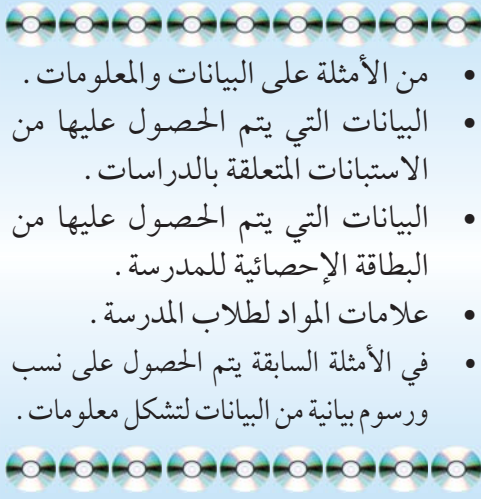 • من الأمثلة على البيانات والمعلومات .
• البيانات التي يتم الحصول عليها من
الاستبانات المتعلقة بالدراسات .
• البيانات التي يتم الحصول عليها من
البطاقة الإحصائية للمدرسة .
• علامات المواد لطلاب المدرسة .
• في الأمثلة السابقة يتم الحصول على نسب
ورسوم بيانية من البيانات لتشكل معلومات .